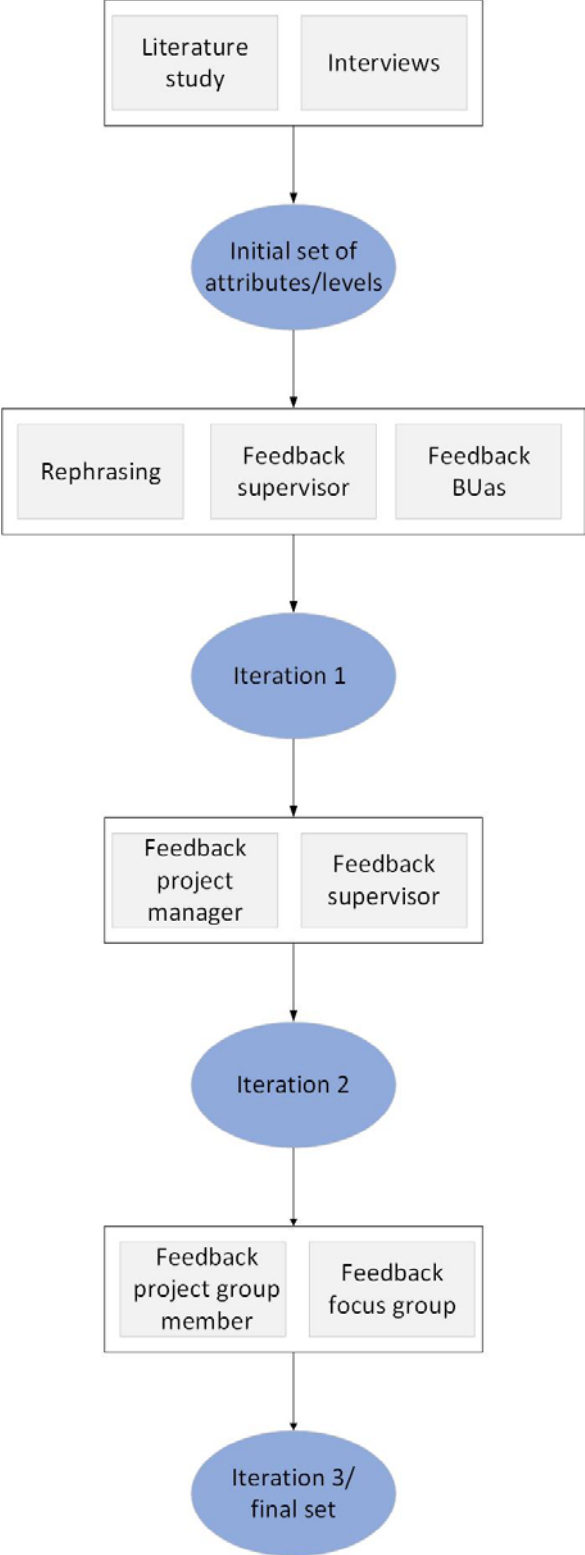 Literature
study
Interviews
Initial set of
attributes/levels
Rephrasing
Feedback
supervisor
Feedback
BUas
Iteration 1
Feedback
project
manager
Feedback
supervisor
Iteration 2
Feedback
project group
member
Feedback
focus group
Iteration 3/
final set